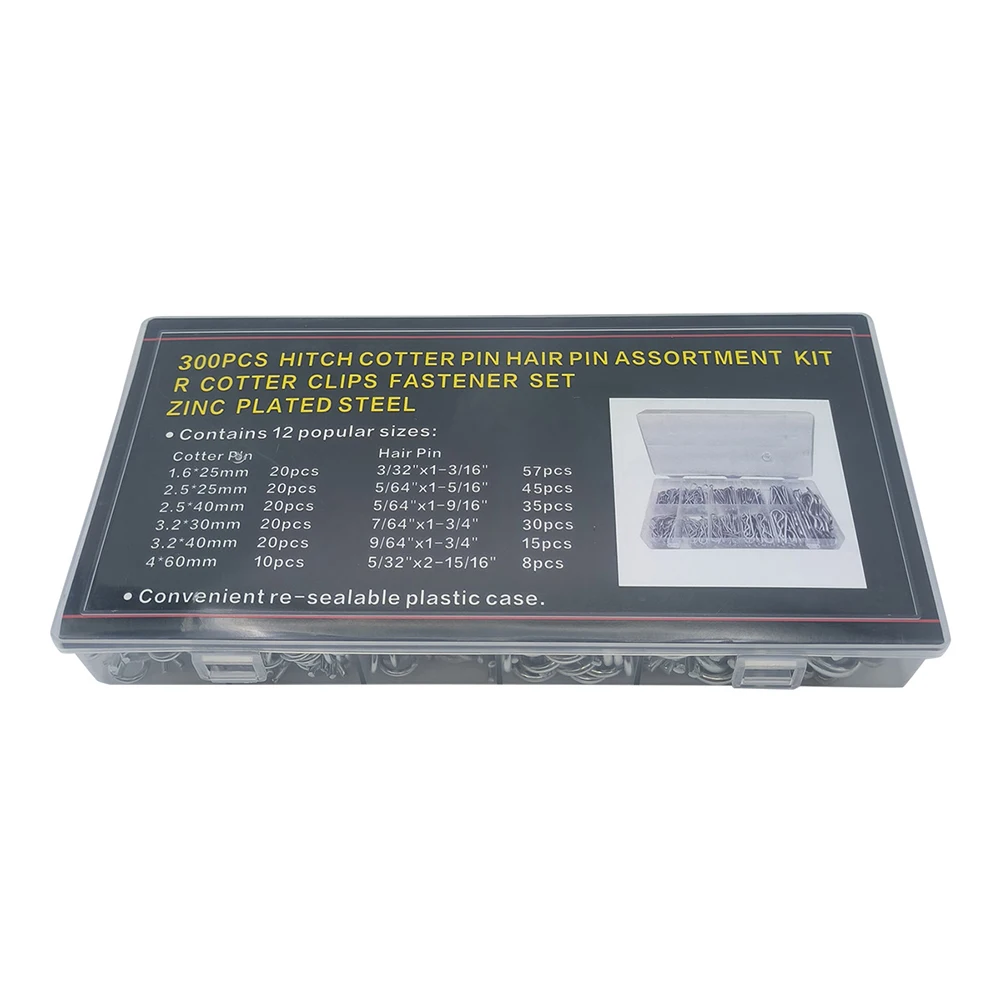 300PCS HITCH COTTER PIN HAIR PIN ASSORTMENT KIT
R COTTER CLIPS FASTENER SET
ZINC PLATED STEEL
• Contains 12 popular sizes:
Cotter Pin Hair Pin
1.6*25mm 20pcs 3/32"x1-3/16" 57pcs
2.5*25mm 20pcs 5/64"x1-5/16" 45pcs
2.5*40mm 20pcs 5/64"x1-9/16" 35pcs
3.2*30mm 20pcs 7/64"x1-3/4" 30pcs
3.2*40mm 20pcs 9/64"x1-3/4" 15pcs
4*60mm 10pcs 5/32"x2-15/16" 8pcs
• Convenient re-sealable plastic case.